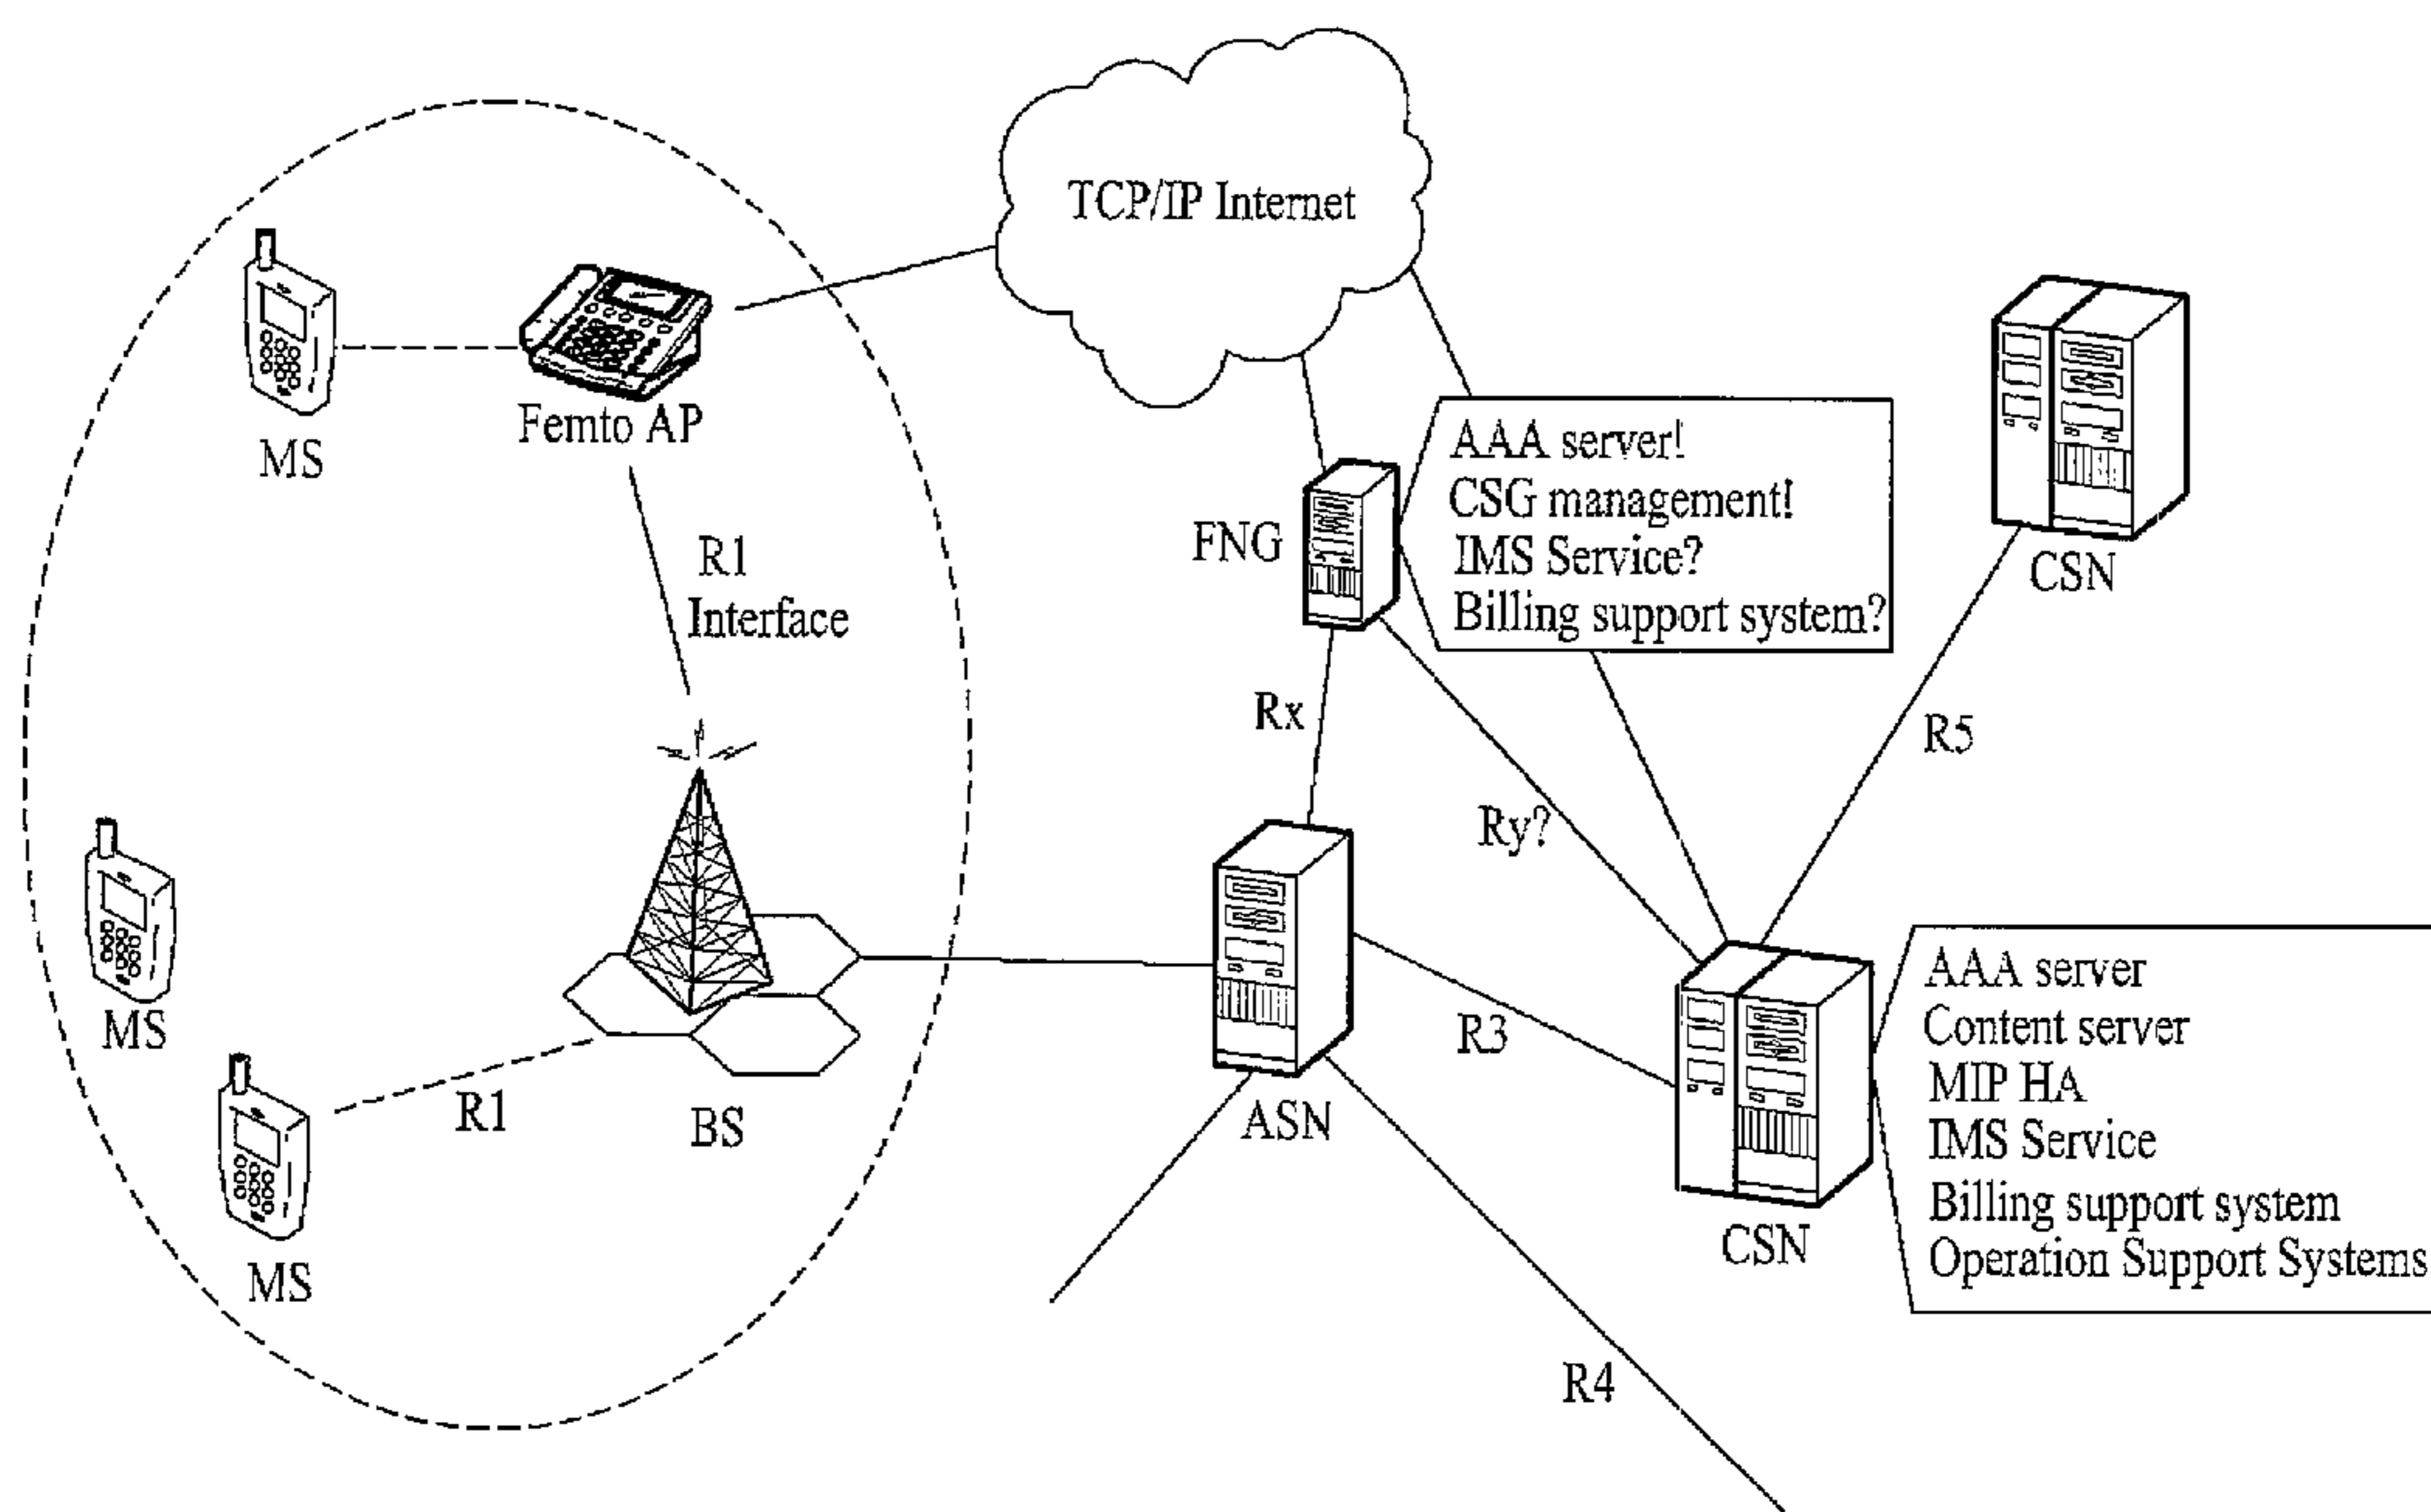 TCP/IP Internet
MS
Femto AP
R1
Interface
FNG
AAA server!
CSG management!
IMS Service?
Billing support system?
CSN
Rx
Ry?
R5
MS
R1
BS
MS
ASN
R3
R4
CSN
AAA server
Content server
MIP HA
IMS Service
Billing support system
Operation Support Systems